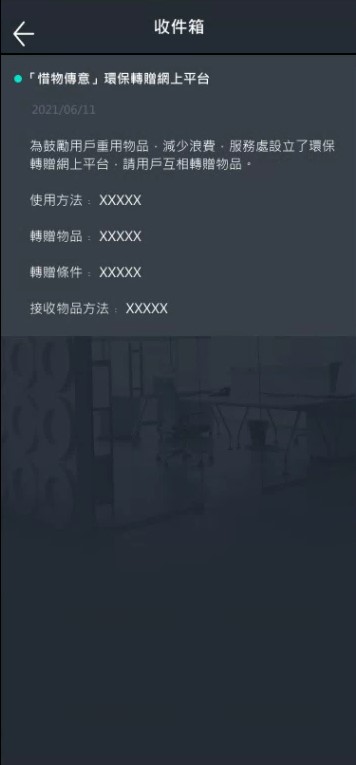 收件箱
「惜物傳意」環保轉贈網上平台
2021/06/11
為鼓勵用戶重用物品，減少浪費，服務處設立了環保
轉贈網上平台，請用戶互相轉贈物品。
使用方法： XXXXX
轉贈物品： XXXXX
轉贈條件： XXXXX
接收物品方法： XXXXX